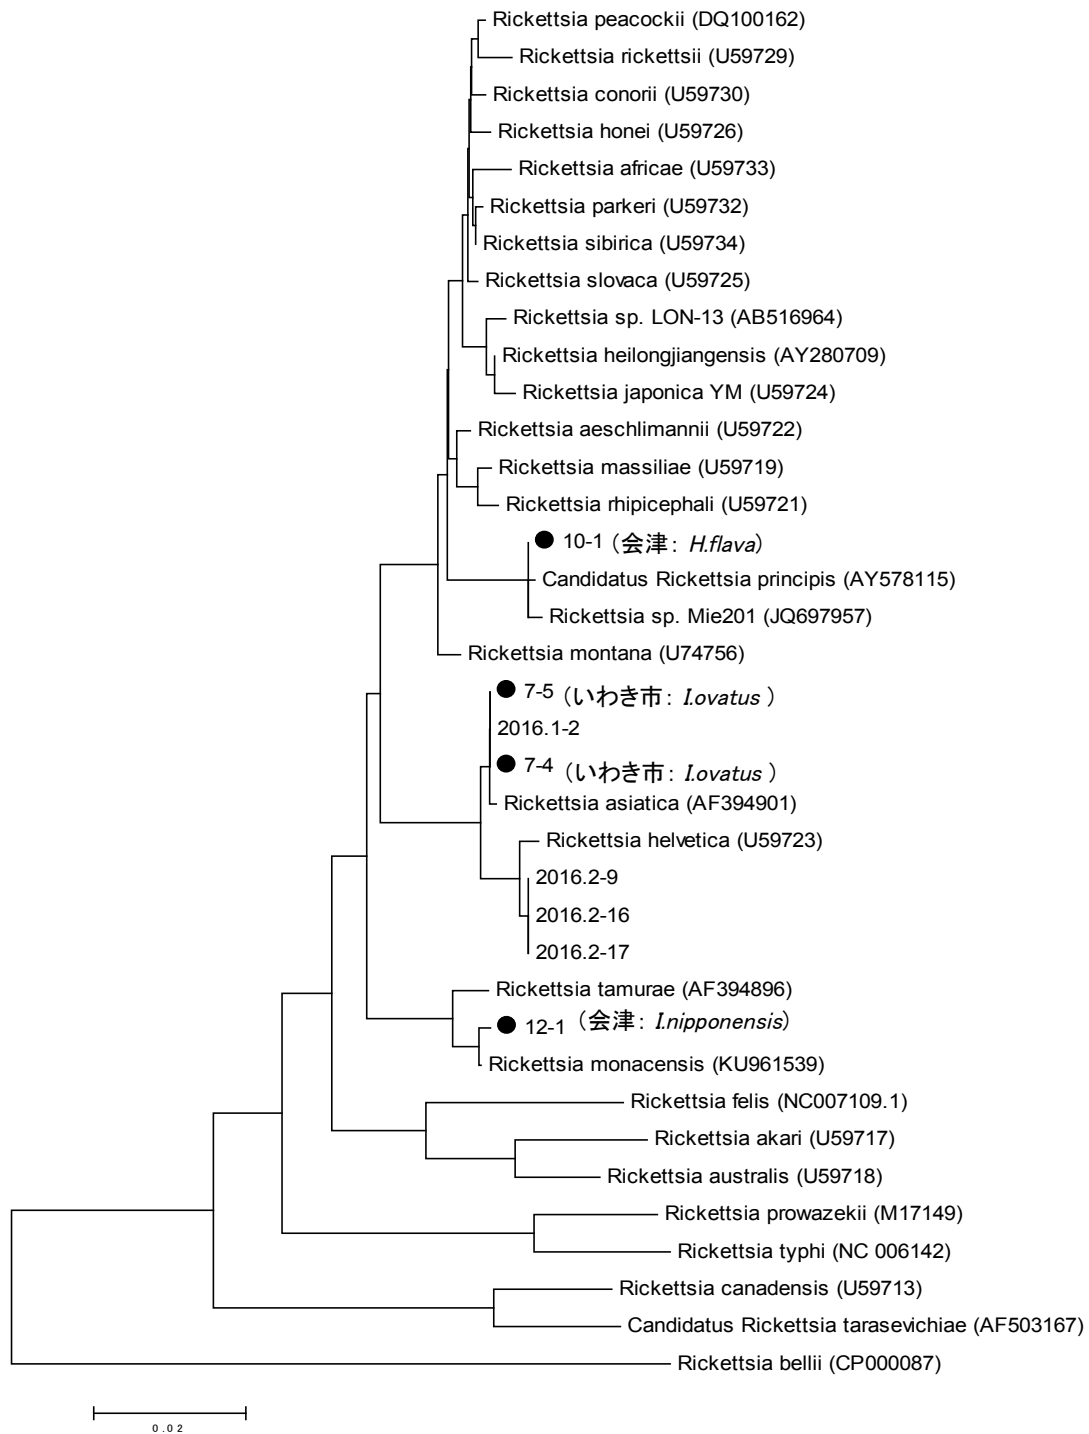 Rickettsia peacockii (DQ100162)
Rickettsia rickettsii (U59729)
Rickettsia conorii (U59730)
Rickettsia honei (U59726)
Rickettsia africae (U59733)
Rickettsia parkeri (U59732)
Rickettsia sibirica (U59734)
Rickettsia slovaca (U59725)
Rickettsia sp. LON-13 (AB516964)
Rickettsia heilongjiangensis (AY280709)
Rickettsia japonica YM (U59724)
Rickettsia aeschlimannii (U59722)
Rickettsia massiliae (U59719)
Rickettsia rhipicephali (U59721)
● 10-1 (会津: H.flava)
Candidatus Rickettsia principis (AY578115)
Rickettsia sp. Mie201 (JQ697957)
Rickettsia montana (U74756)
● 7-5 (いわき市: I.ovatus )
2016.1-2
● 7-4 (いわき市: I.ovatus )
Rickettsia asiatica (AF394901)
Rickettsia helvetica (U59723)
2016.2-9
2016.2-16
2016.2-17
Rickettsia tamurae (AF394896)
● 12-1 (会津: I.nipponensis)
Rickettsia monacensis (KU961539)
Rickettsia felis (NC007109.1)
Rickettsia akari (U59717)
Rickettsia australis (U59718)
Rickettsia prowazekii (M17149)
Rickettsia typhi (NC 006142)
Rickettsia canadensis (U59713)
Candidatus Rickettsia tarasevichiae (AF503167)
Rickettsia bellii (CP000087)
0.02